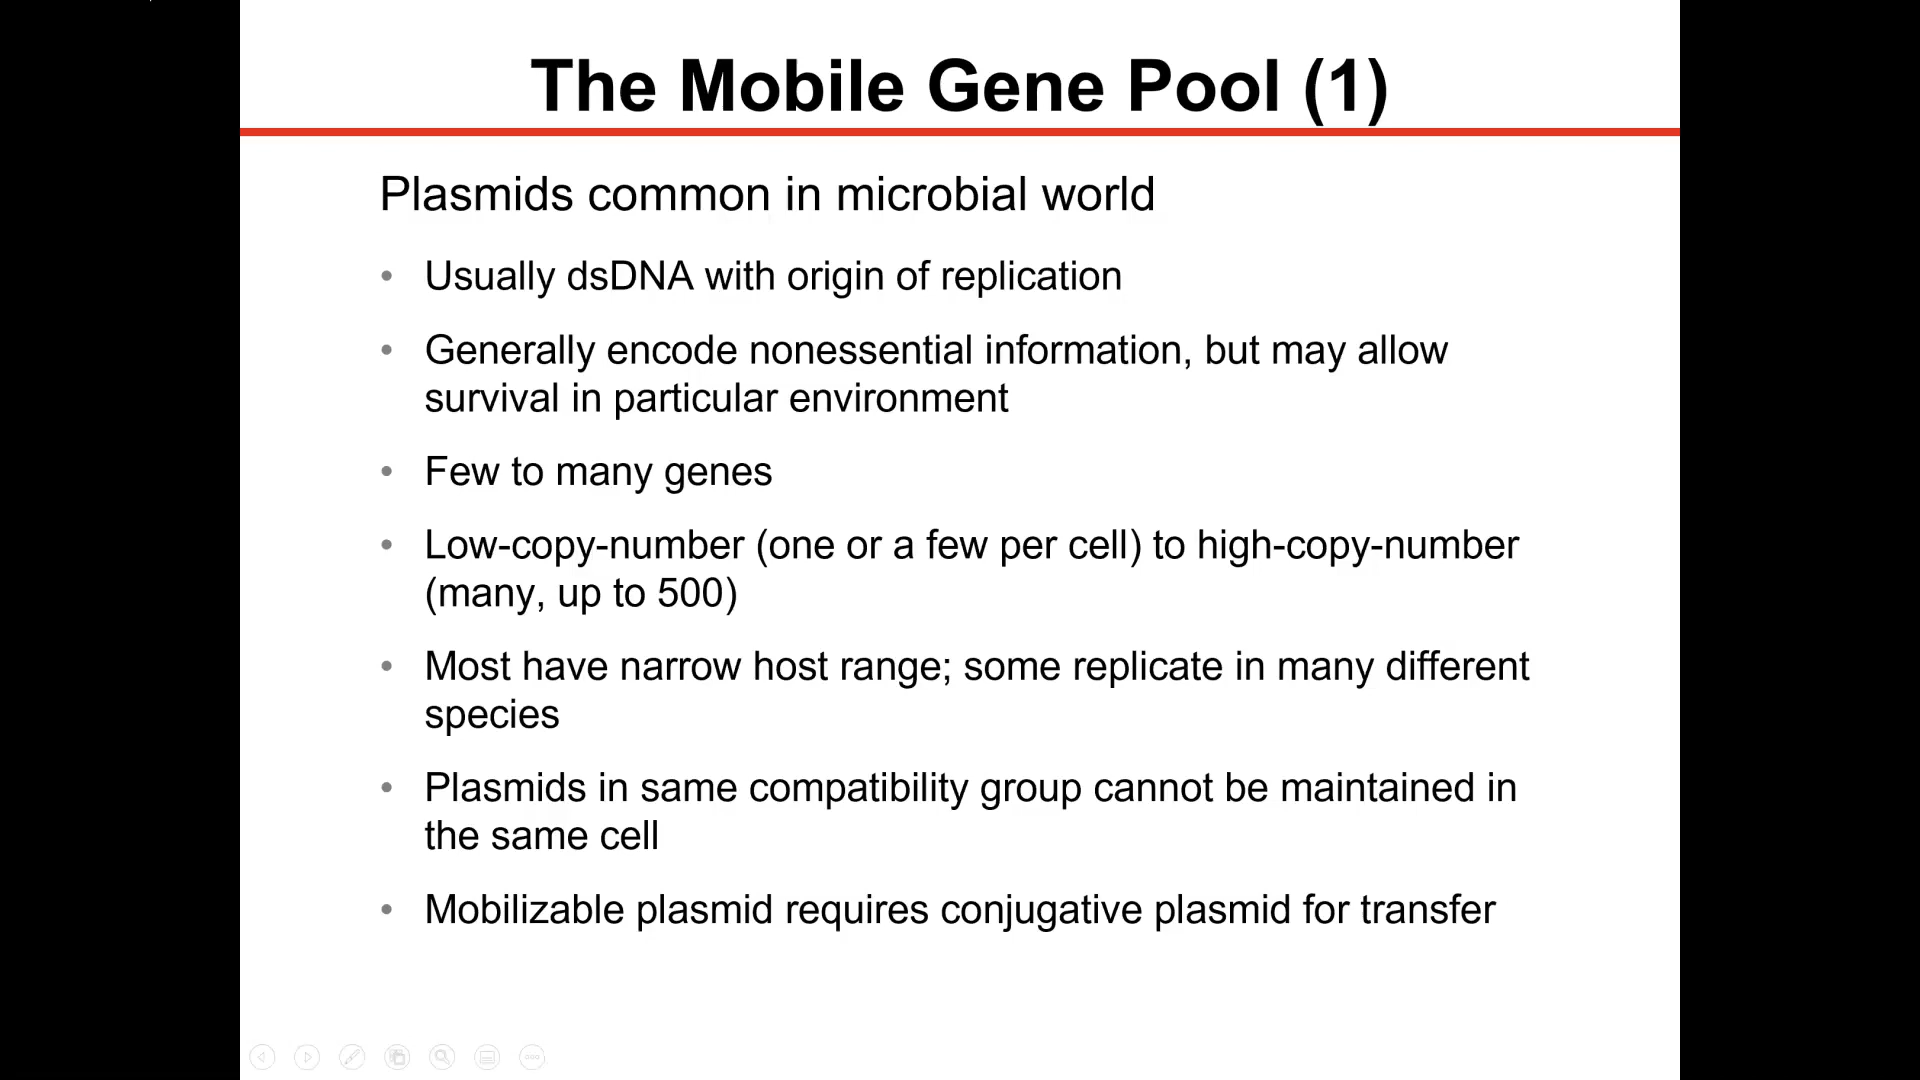 The Mobile Gene Pool (1)
Plasmids common in microbial world
• Usually dsDNA with origin of replication
• Generally encode nonessential information, but may allow
survival in particular environment
• Few to many genes
• Low-copy-number (one or a few per cell) to high-copy-number
(many, up to 500)
• Most have narrow host range; some replicate in many different
species
• Plasmids in same compatibility group cannot be maintained in
the same cell
• Mobilizable plasmid requires conjugative plasmid for transfer